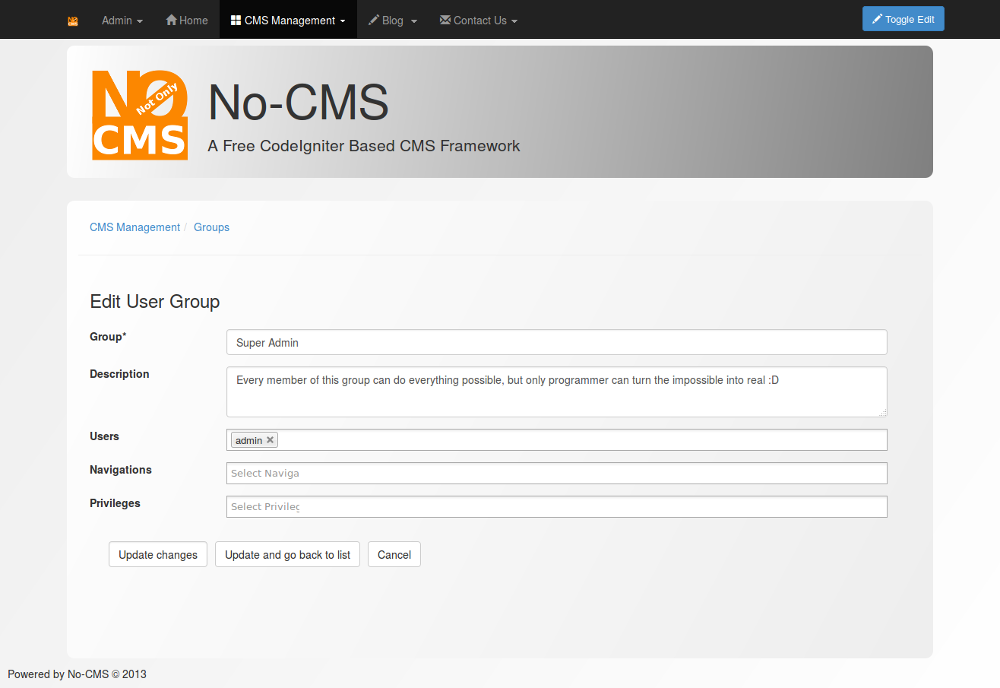 Admin Home CMS Management Blog Contact Us Toggle Edit
NO
Not Only
CMS
No-CMS
A Free CodeIgniter Based CMS Framework
CMS Management / Groups
Edit User Group
Group* Super Admin
Description Every member of this group can do everything possible, but only programmer can turn the impossible into real :D
Users admin
Navigations Select Naviga
Privileges Select Privileg
Update changes Update and go back to list Cancel
Powered by No-CMS © 2013